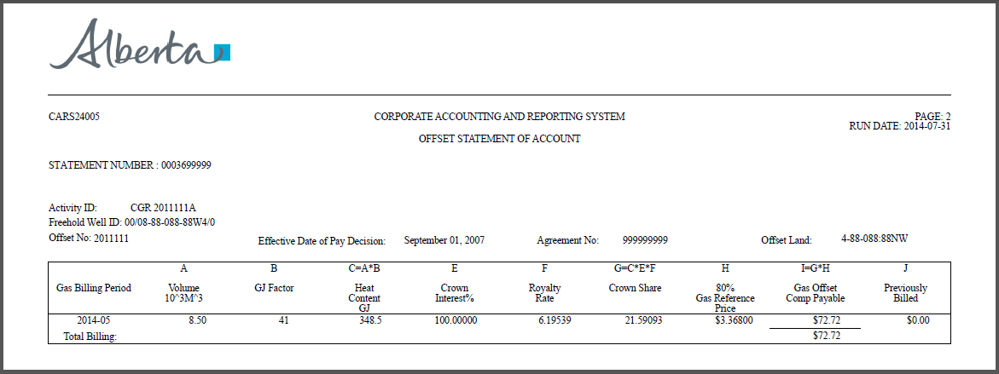 Alberta
CARS24005 CORPORATE ACCOUNTING AND REPORTING SYSTEM PAGE: 2
RUN DATE: 2014-07-31
OFFSET STATEMENT OF ACCOUNT
STATEMENT NUMBER : 0003699999
Activity ID: CGR 2011111A
Freehold Well ID: 00/08-88-088-88W4/0
Offset No: 2011111 Effective Date of Pay Decision: September 01, 2007 Agreement No: 999999999 Offset Land: 4-88-088:88NW
A B C=A*B E F G=C*E*F H I=G*H J
Gas Billing Period Volume GJ Factor Heat Crown Royalty Crown Share 80% Gas Offset Previously
10^3M^3 Content Interest% Rate Gas Reference Comp Payable Billed
GJ Price
2014-05 8.50 41 348.5 100.00000 6.19539 21.59093 $3.36800 $72.72 $0.00
Total Billing: $72.72